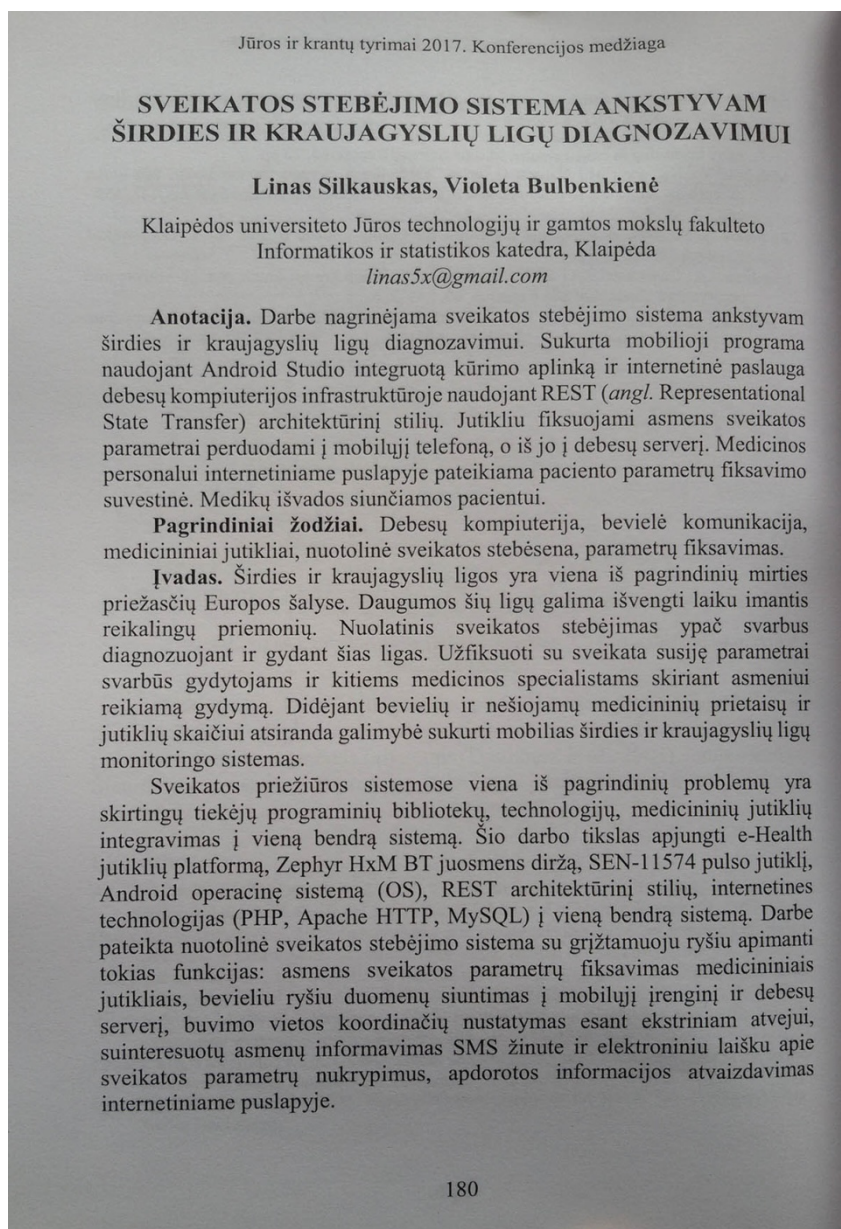 Jūros ir krantų tyrimai 2017. Konferencijos medžiaga
SVEIKATOS STEBĖJIMO SISTEMA ANKSTYVAM
ŠIRDIES IR KRAUJAGYSLIŲ LIGŲ DIAGNOZAVIMUI
Linas Silkauskas, Violeta Bulbenkienė
Klaipėdos universiteto Jūros technologijų ir gamtos mokslų fakulteto
Informatikos ir statistikos katedra, Klaipėda
linas5x@gmail.com
Anotacija. Darbe nagrinėjama sveikatos stebėjimo sistema ankstyvam
širdies ir kraujagyslių ligų diagnozavimui. Sukurta mobilioji programa
naudojant Android Studio integruotą kūrimo aplinką ir internetinė paslauga
debesų kompiuterijos infrastruktūroje naudojant REST (angl. Representational
State Transfer) architektūrinį stilių. Jutikliu fiksuojami asmens sveikatos
parametrai perduodami į mobilųjį telefoną, o iš jo į debesų serverį. Medicinos
personalui internetiniame puslapyje pateikiama paciento parametrų fiksavimo
suvestinė. Medikų išvados siunčiamos pacientui.
Pagrindiniai žodžiai. Debesų kompiuterija, bevielė komunikacija,
medicininiai jutikliai, nuotolinė sveikatos stebėsena, parametrų fiksavimas.
Įvadas. Širdies ir kraujagyslių ligos yra viena iš pagrindinių mirties
priežasčių Europos šalyse. Daugumos šių ligų galima išvengti laiku imantis
reikalingų priemonių. Nuolatinis sveikatos stebėjimas ypač svarbus
diagnozuojant ir gydant šias ligas. Užfiksuoti su sveikata susiję parametrai
svarbūs gydytojams ir kitiems medicinos specialistams skiriant asmeniui
reikiamą gydymą. Didėjant bevielių ir nešiojamų medicininių prietaisų ir
jutiklių skaičiui atsiranda galimybė sukurti mobilias širdies ir kraujagyslių ligų
monitoringo sistemas.
Sveikatos priežiūros sistemose viena iš pagrindinių problemų yra
skirtingų tiekėjų programinių bibliotekų, technologijų, medicininių jutiklių
integravimas į vieną bendrą sistemą. Šio darbo tikslas apjungti e-Health
jutiklių platformą, Zephyr HxM BT juosmens diržą, SEN-11574 pulso jutiklį,
Android operacinę sistemą (OS), REST architektūrinį stilių, internetines
technologijas (PHP, Apache HTTP, MySQL) į vieną bendrą sistemą. Darbe
pateikta nuotolinė sveikatos stebėjimo sistema su grįžtamuoju ryšiu apimanti
tokias funkcijas: asmens sveikatos parametrų fiksavimas medicininiais
jutikliais, bevieliu ryšiu duomenų siuntimas į mobilųjį įrenginį ir debesų
serverį, buvimo vietos koordinačių nustatymas esant ekstriniam atvejui,
suinteresuotų asmenų informavimas SMS žinute ir elektroniniu laišku apie
sveikatos parametrų nukrypimus, apdorotos informacijos atvaizdavimas
internetiniame puslapyje.
180